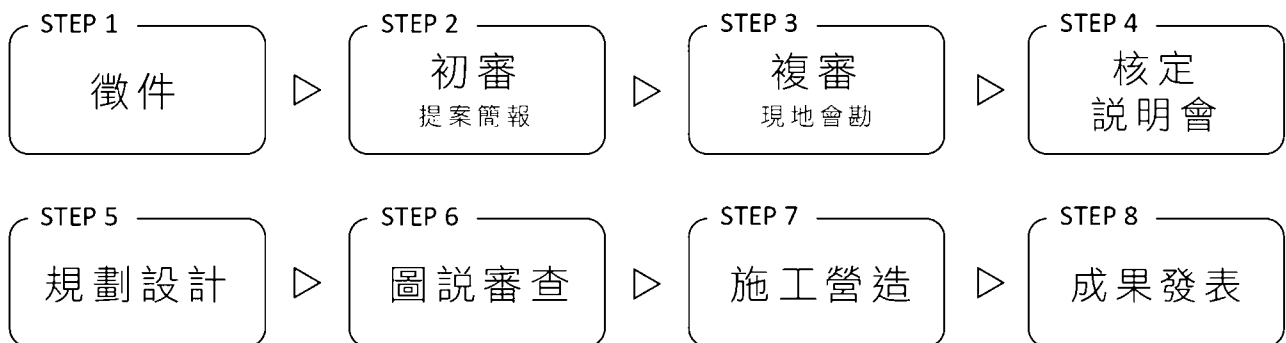 STEP 1
徵件
STEP 2
初審
提案簡報
STEP 3
複審
現地會勘
STEP 4
核定
說明會
STEP 5
規劃設計
STEP 6
圖說審查
STEP 7
施工營造
STEP 8
成果發表